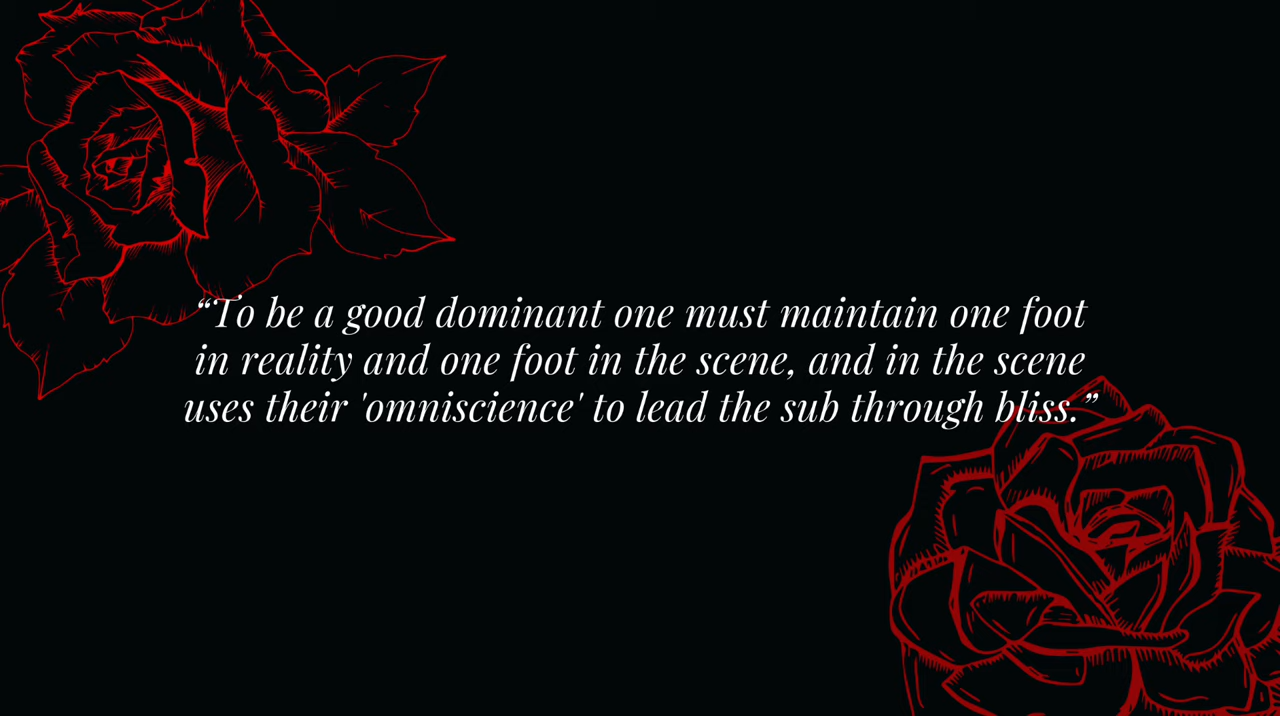 “To be a good dominant one must maintain one foot
in reality and one foot in the scene, and in the scene
uses their 'omniscience' to lead the sub through bliss.”